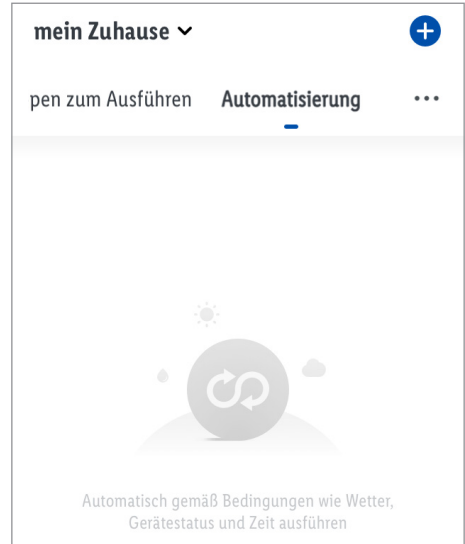 mein Zuhause
pen zum Ausführen Automatisierung
Automatisch gemäß Bedingungen wie Wetter,
Gerätestatus und Zeit ausführen